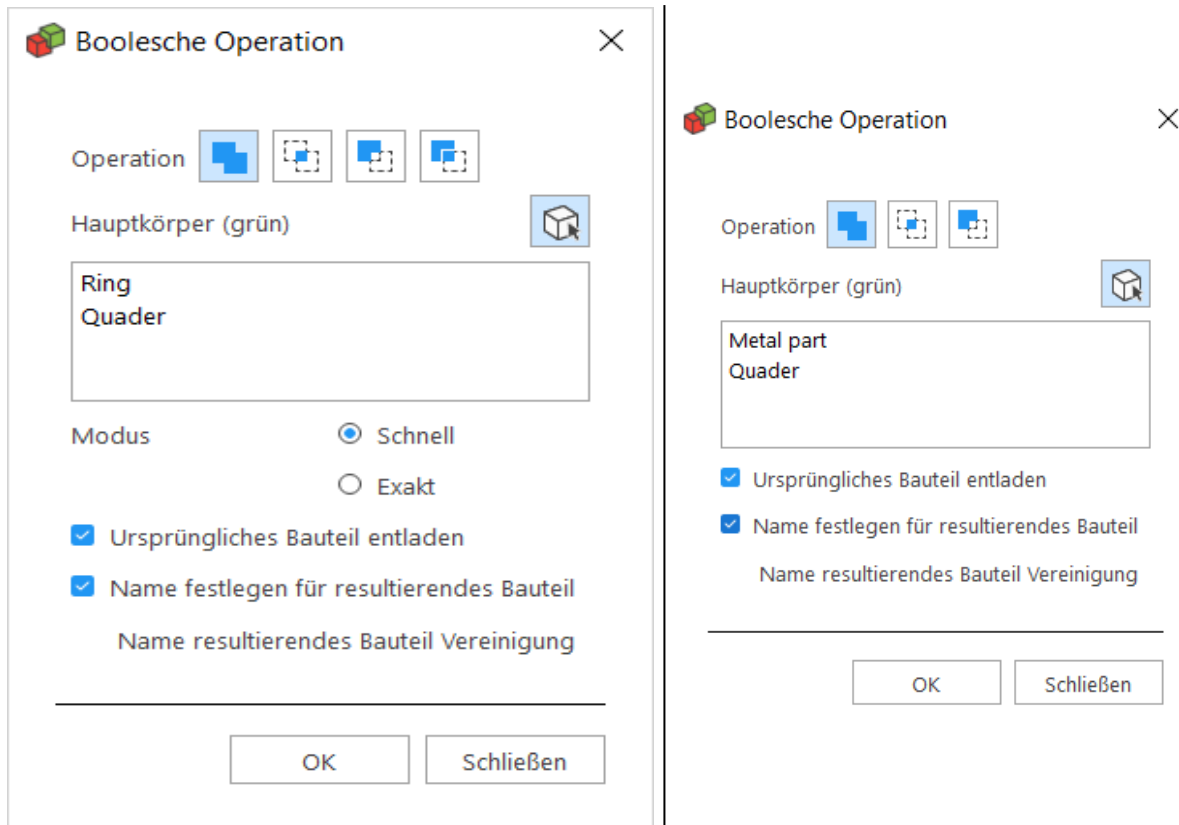 Boolesche Operation
Operation
Hauptkörper (grün)
Ring
Quader
Modus
Schnell
Exakt
Ursprüngliches Bauteil entladen
Name festlegen für resultierendes Bauteil
Name resultierendes Bauteil Vereinigung
OK
Schließen
Boolesche Operation
Operation
Hauptkörper (grün)
Metal part
Quader
Ursprüngliches Bauteil entladen
Name festlegen für resultierendes Bauteil
Name resultierendes Bauteil Vereinigung
OK
Schließen